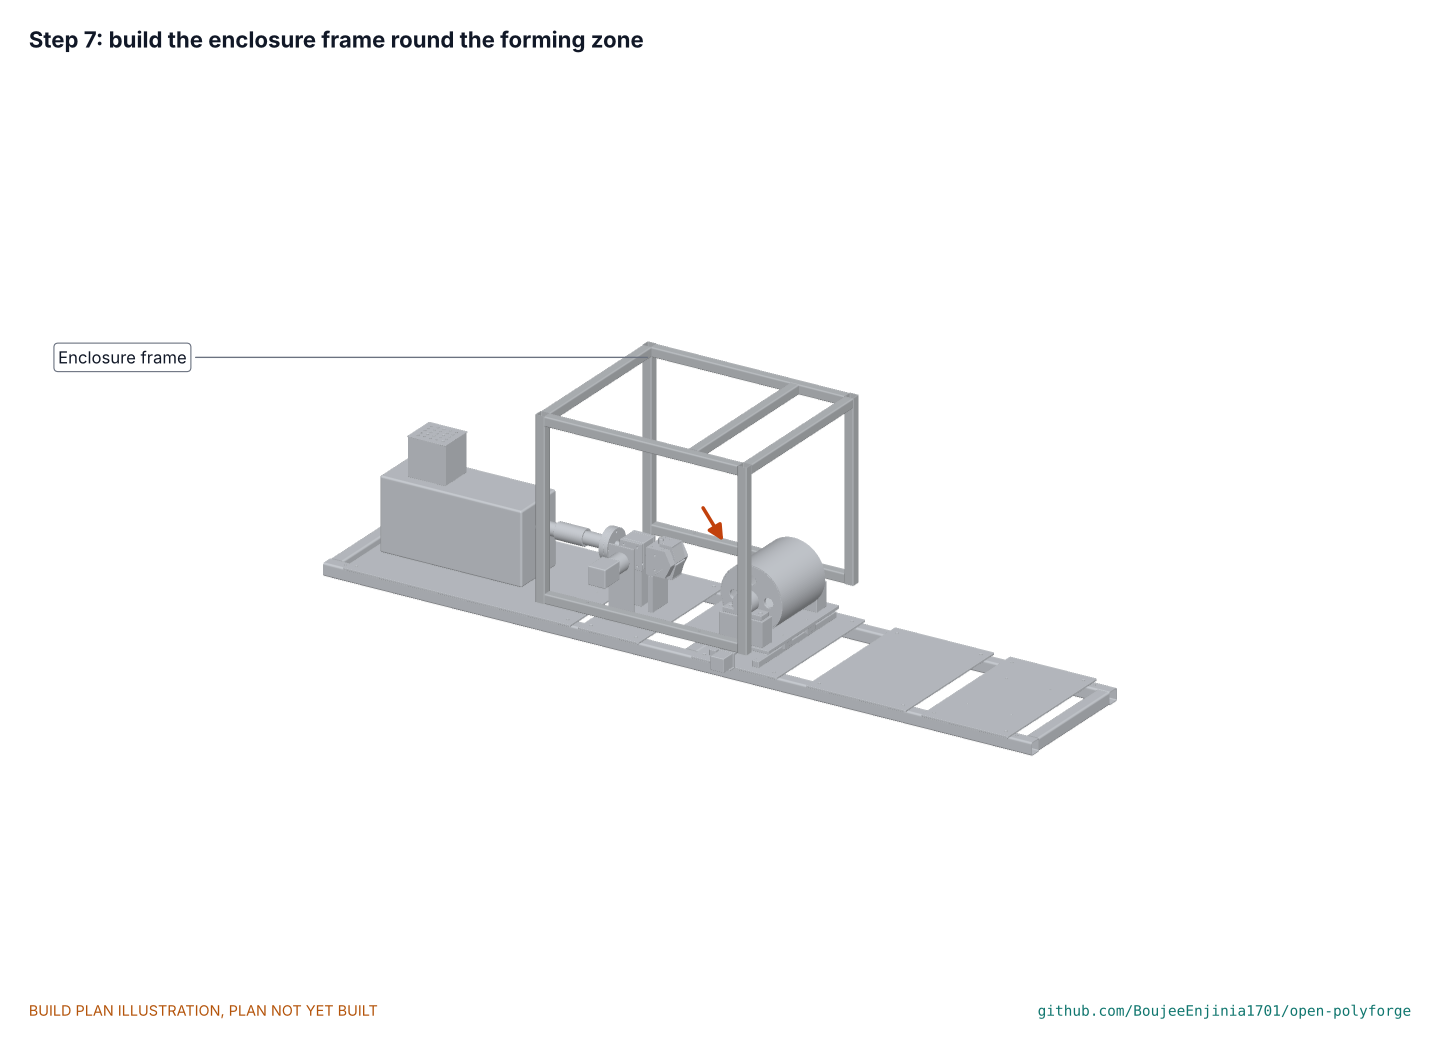 Step 7: build the enclosure frame round the forming zone
Enclosure frame
BUILD PLAN ILLUSTRATION, PLAN NOT YET BUILT
github.com/BoujeeEnjinia1701/open-polyforge